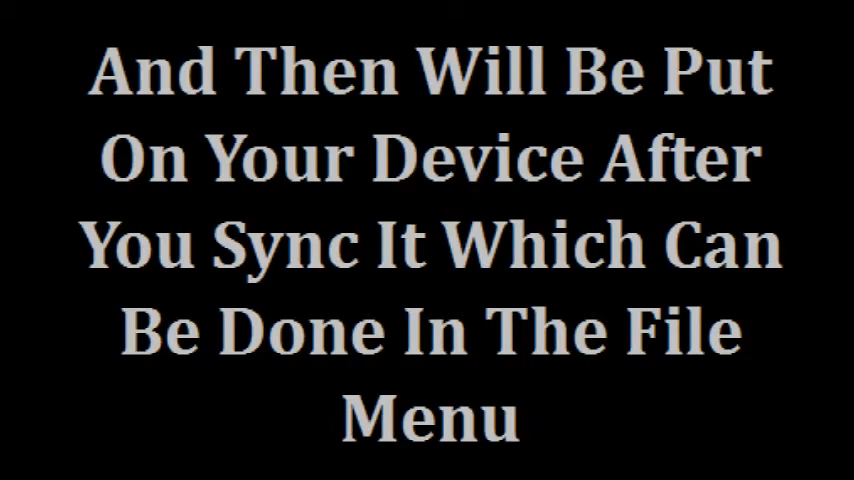 And Then Will Be Put
On Your Device After
You Sync It Which Can
Be Done In The File
Menu